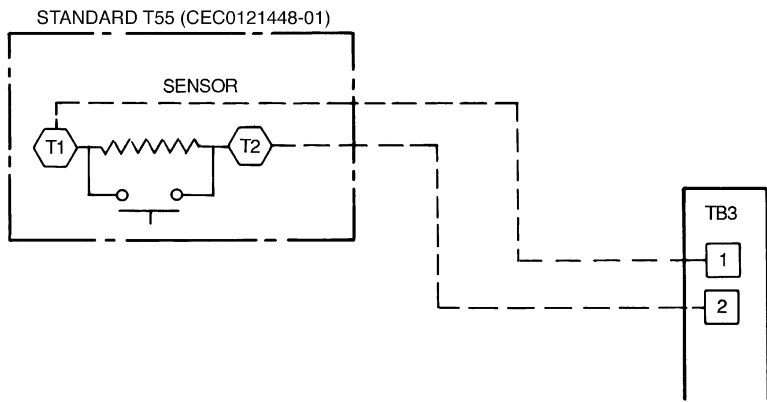 STANDARD T55 (CEC0121448-01)
SENSOR
T1
T2
TB3
1
2